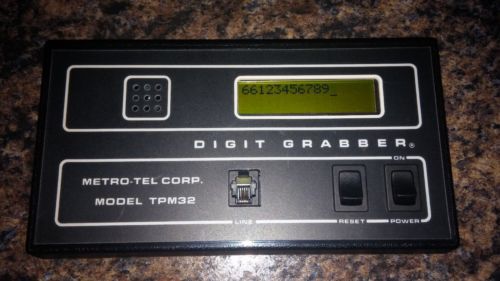 66123456789_
DIGIT GRABBER®
METRO-TEL CORP.
MODEL TPM32
LINE
RESET
ON
POWER